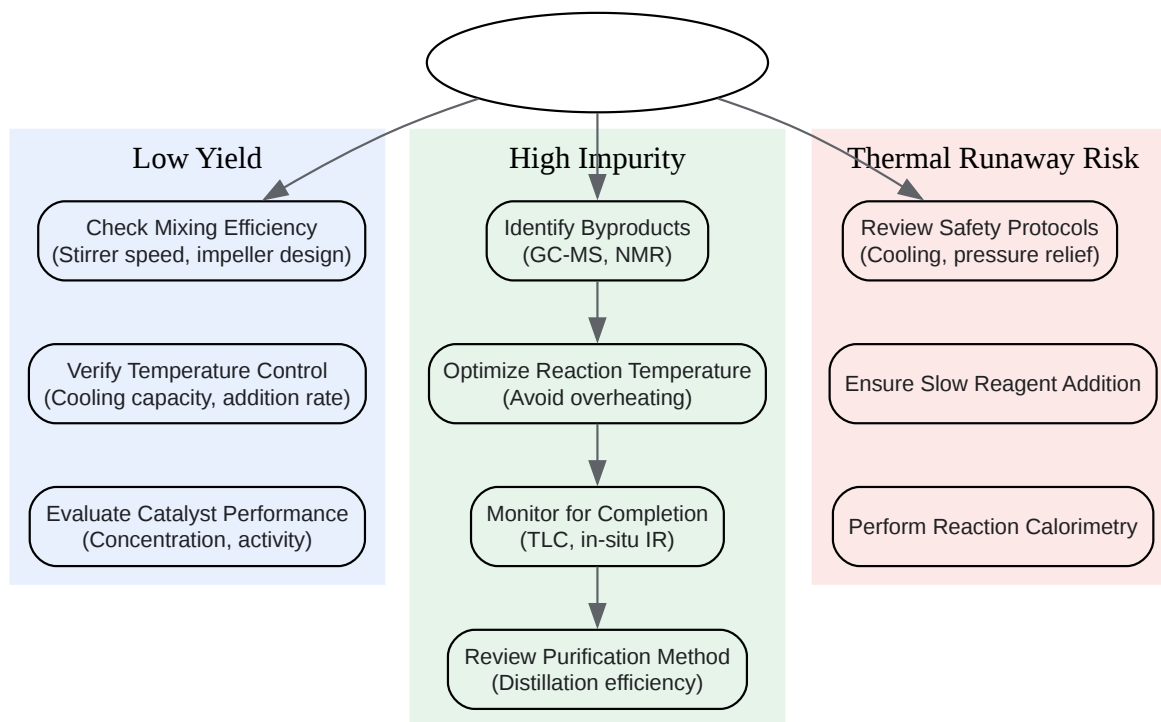 Low Yield
Check Mixing Efficiency
(Stirrer speed, impeller design)
Verify Temperature Control
(Cooling capacity, addition rate)
Evaluate Catalyst Performance
(Concentration, activity)
High Impurity
Identify Byproducts
(GC-MS, NMR)
Optimize Reaction Temperature
(Avoid overheating)
Monitor for Completion
(TLC, in-situ IR)
Review Purification Method
(Distillation efficiency)
Thermal Runaway Risk
Review Safety Protocols
(Cooling, pressure relief)
Ensure Slow Reagent Addition
Perform Reaction Calorimetry